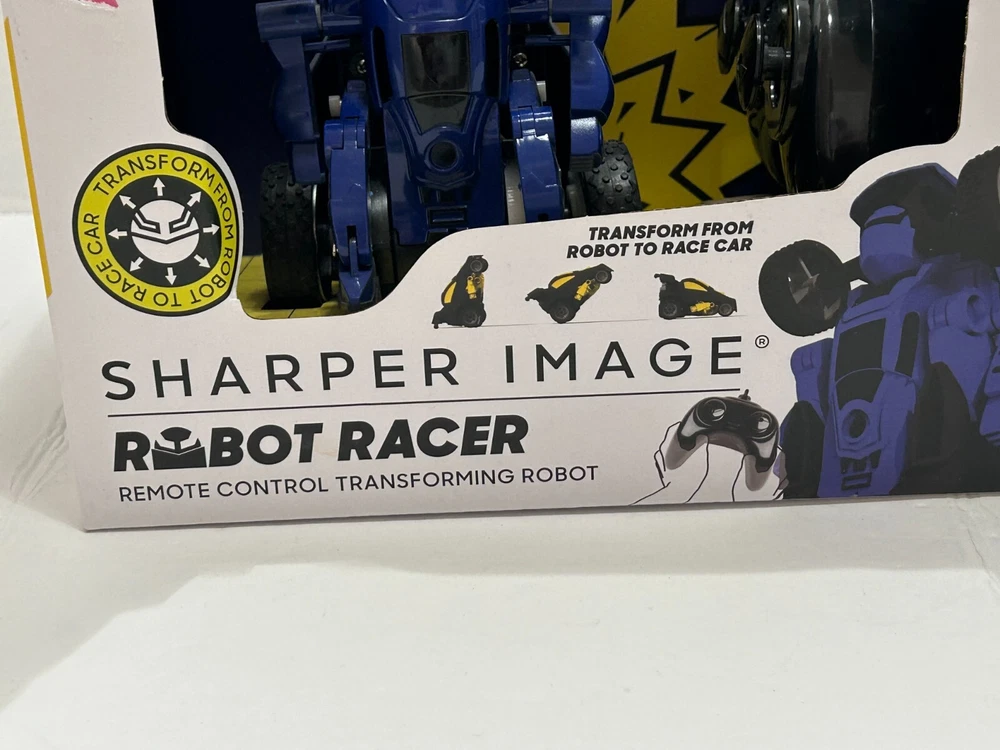 TRANSFORM FROM ROBOT TO RACE CAR
TRANSFORM FROM
ROBOT TO RACE CAR
SHARPER IMAGE®
ROBOT RACER
REMOTE CONTROL TRANSFORMING ROBOT